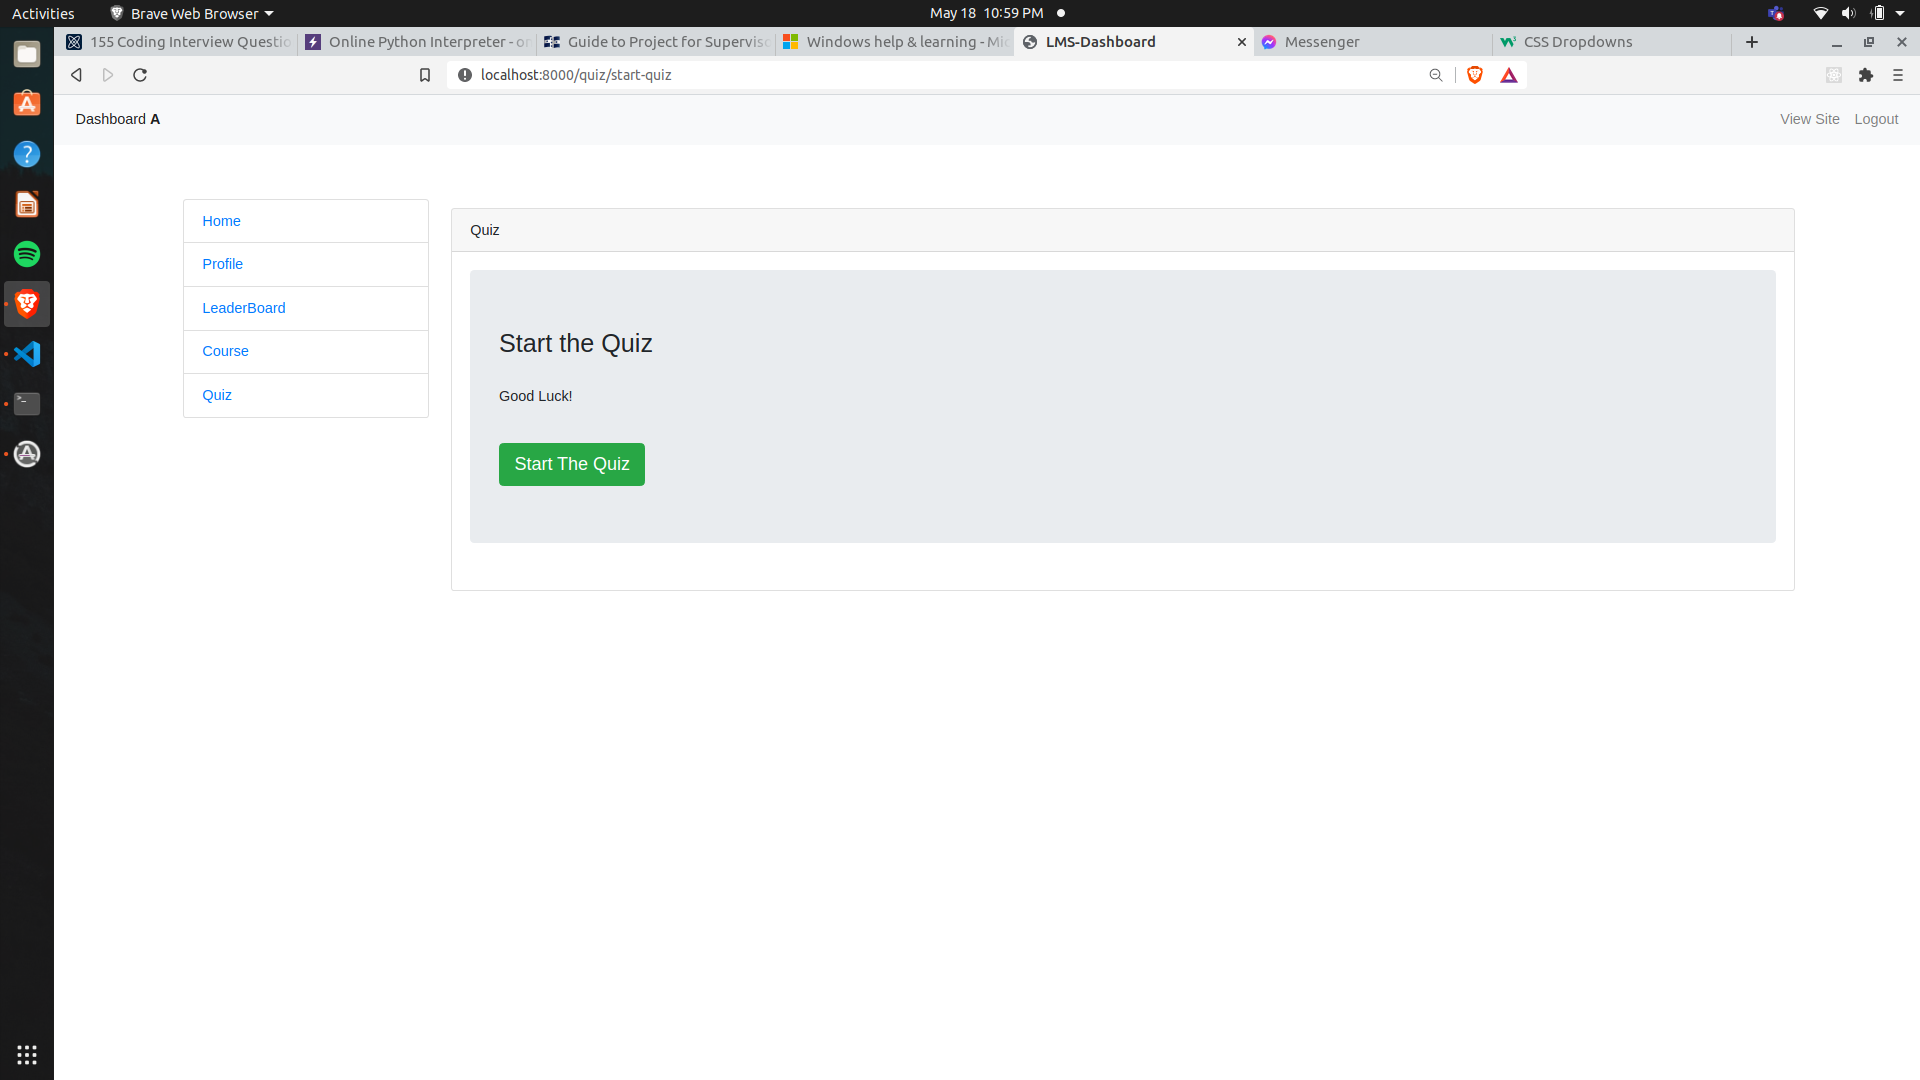 Activities Brave Web Browser May 18 10:59 PM
155 Coding Interview Questio Online Python Interpreter - on Guide to Project for Superviso Windows help & learning - Mic LMS-Dashboard Messenger CSS Dropdowns
localhost:8000/quiz/start-quiz
Dashboard A View Site Logout
Home
Profile
LeaderBoard
Course
Quiz
Quiz
Start the Quiz
Good Luck!
Start The Quiz